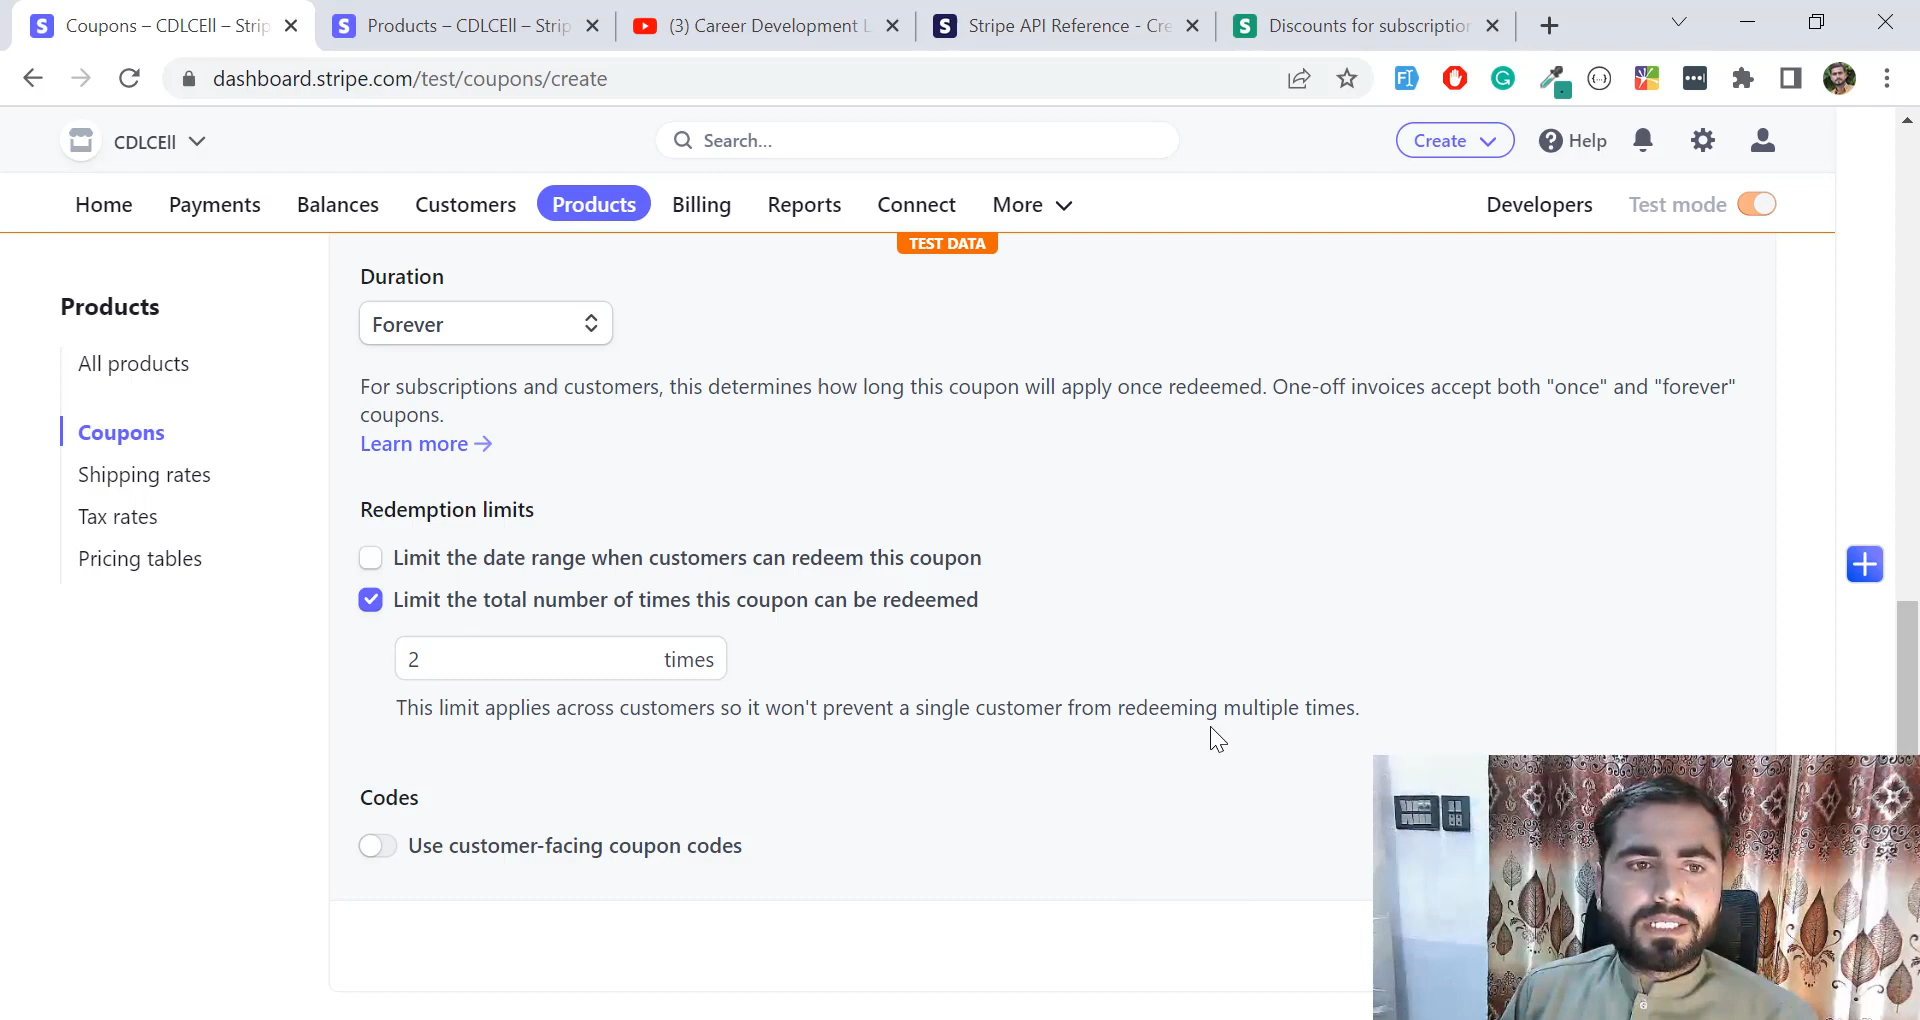 Coupons – CDLCEll – Strip
Products – CDLCEll – Strip
(3) Career Development L
Stripe API Reference - Cre
Discounts for subscription
dashboard.stripe.com/test/coupons/create
CDLCEll
Search...
Create
Help
Home
Payments
Balances
Customers
Products
Billing
Reports
Connect
More
Developers
Test mode
TEST DATA
Products
All products
Coupons
Shipping rates
Tax rates
Pricing tables
Duration
Forever
For subscriptions and customers, this determines how long this coupon will apply once redeemed. One-off invoices accept both "once" and "forever"
coupons.
Learn more →
Redemption limits
Limit the date range when customers can redeem this coupon
Limit the total number of times this coupon can be redeemed
2 times
This limit applies across customers so it won't prevent a single customer from redeeming multiple times.
Codes
Use customer-facing coupon codes